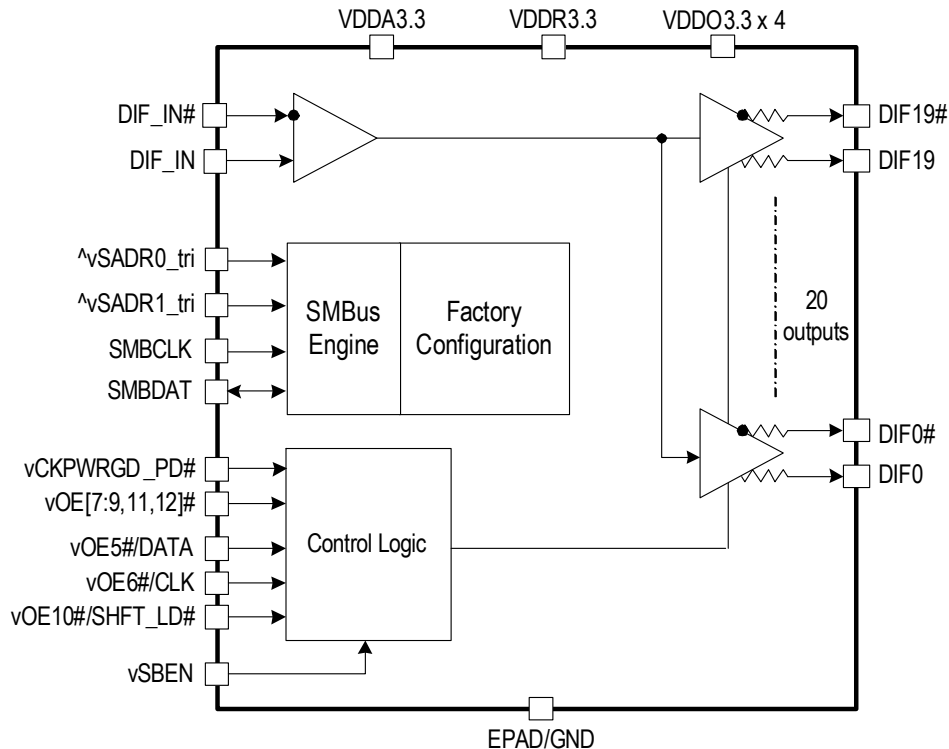 VDDA3.3
VDDR3.3
VDDO3.3 x 4
DIF_IN#
DIF_IN
DIF19#
DIF19
^vSADR0_tri
^vSADR1_tri
SMBCLK
SMBDAT
SMBus
Engine
Factory
Configuration
20
outputs
DIF0#
DIF0
vCKPWRGD_PD#
vOE[7:9,11,12]#
vOE5#/DATA
vOE6#/CLK
vOE10#/SHFT_LD#
vSBEN
Control Logic
EPAD/GND